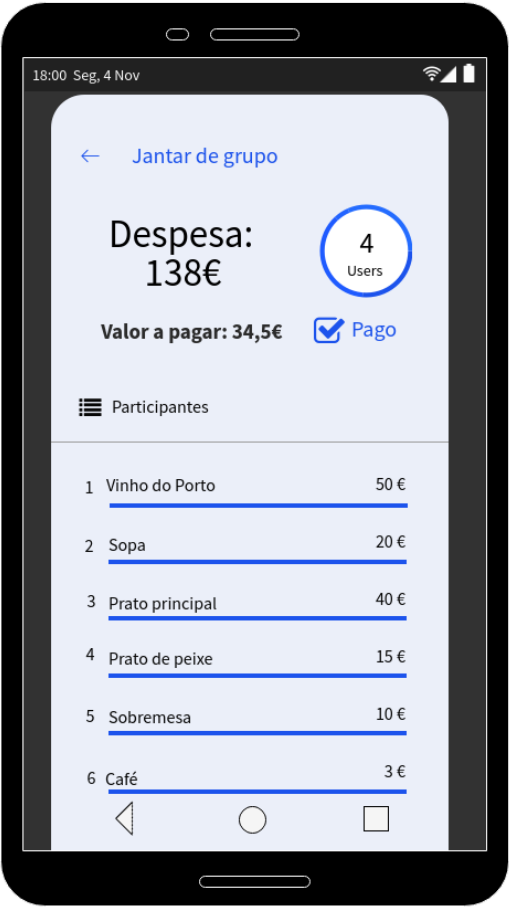 18:00 Seg, 4 Nov
Jantar de grupo
Despesa:
138€
4
Users
Valor a pagar: 34,5€
Pago
Participantes
1 Vinho do Porto 50 €
2 Sopa 20 €
3 Prato principal 40 €
4 Prato de peixe 15 €
5 Sobremesa 10 €
6 Café 3 €